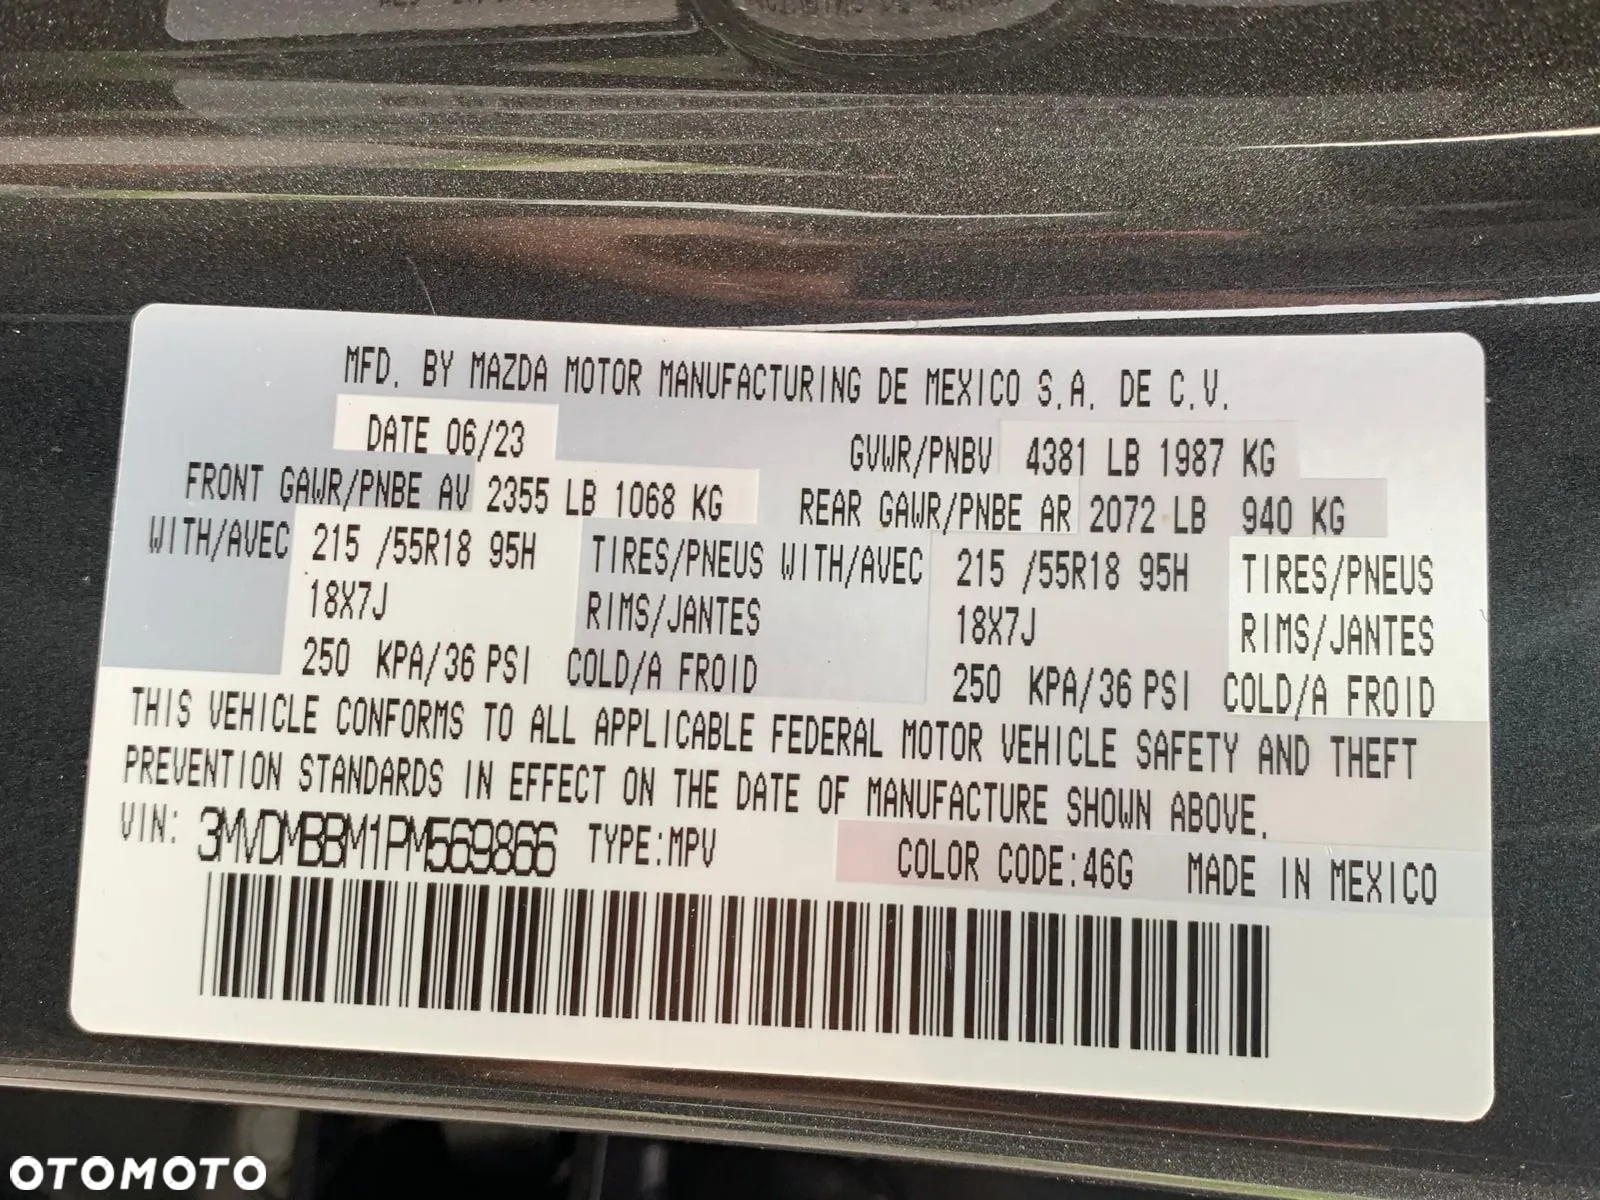 MFD. BY MAZDA MOTOR MANUFACTURING DE MEXICO S.A. DE C.V.
DATE 06/23 GVWR/PNBV 4381 LB 1987 KG
FRONT GAWR/PNBE AV 2355 LB 1068 KG REAR GAWR/PNBE AR 2072 LB 940 KG
WITH/AVEC 215 /55R18 95H TIRES/PNEUS WITH/AVEC 215 /55R18 95H TIRES/PNEUS
18X7J RIMS/JANTES 18X7J RIMS/JANTES
250 KPA/36 PSI COLD/A FROID 250 KPA/36 PSI COLD/A FROID
THIS VEHICLE CONFORMS TO ALL APPLICABLE FEDERAL MOTOR VEHICLE SAFETY AND THEFT
PREVENTION STANDARDS IN EFFECT ON THE DATE OF MANUFACTURE SHOWN ABOVE.
VIN: 3MVDMBBM1PM569866 TYPE:MPV COLOR CODE:46G MADE IN MEXICO
OTOMOTO